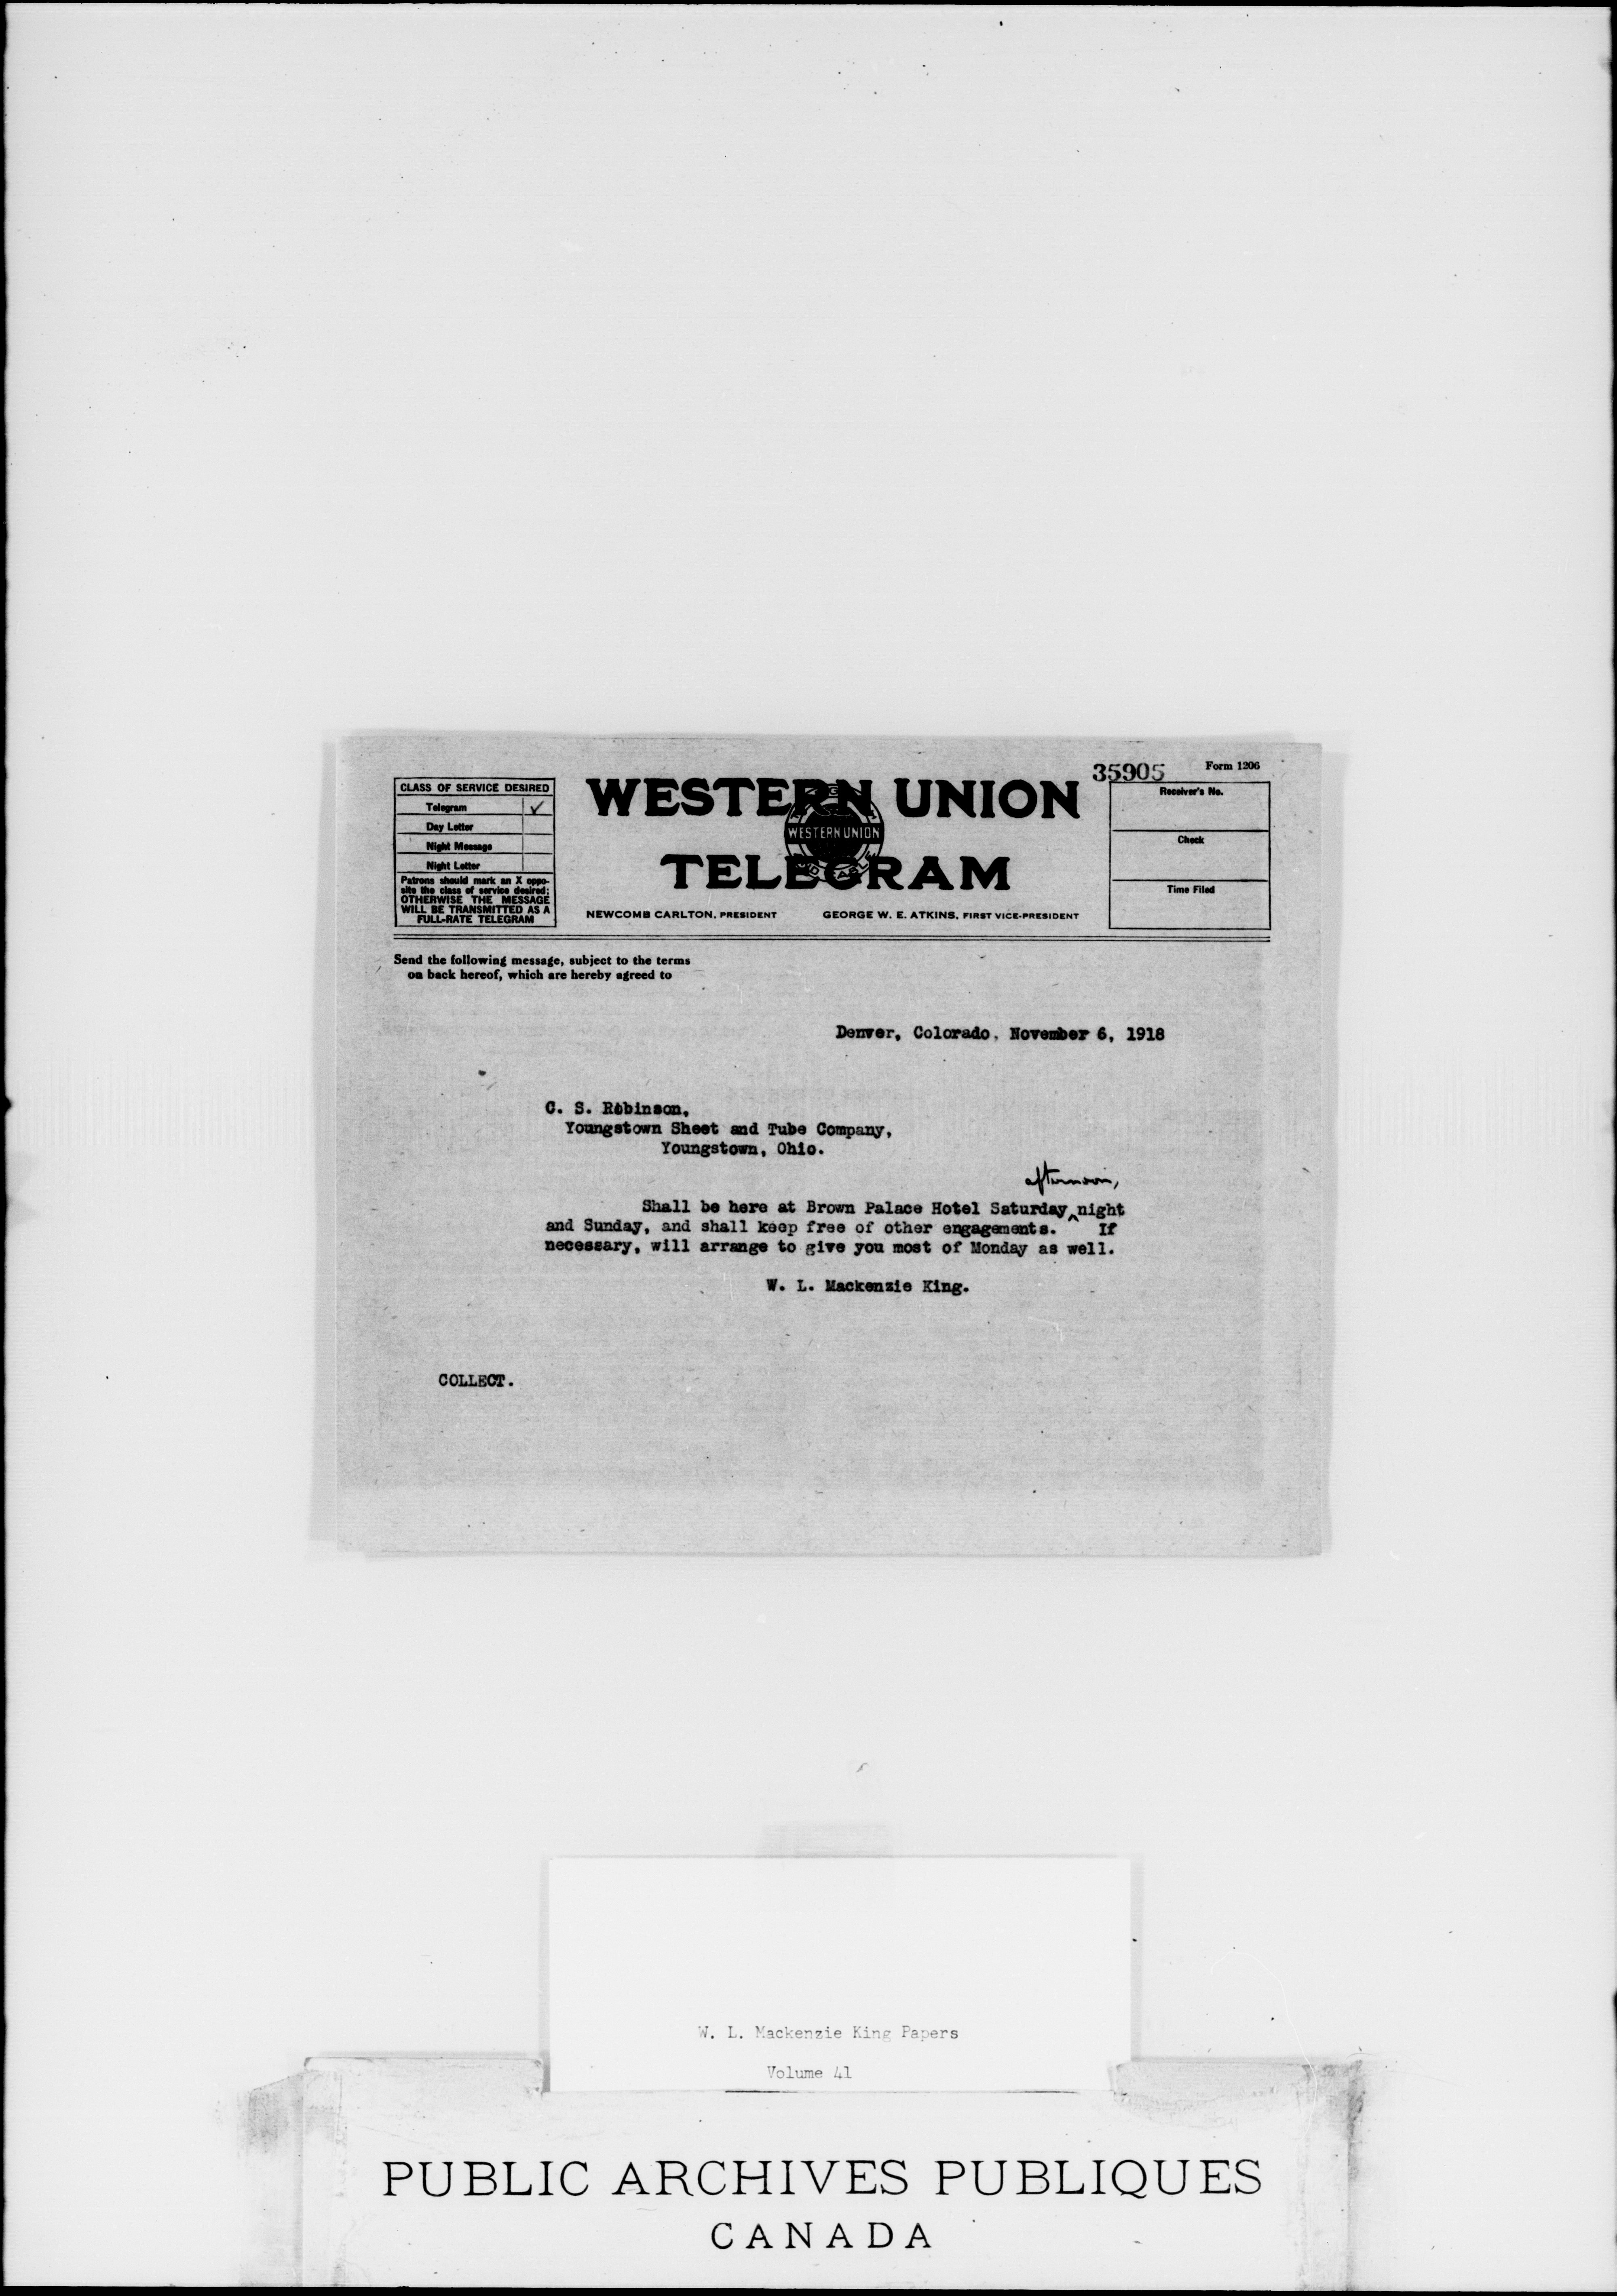 35905
Form 1206
CLASS OF SERVICE DESIRED
Telegram ✓
Day Letter
Night Message
Night Letter
Patrons should mark an X oppo-
site the class of service desired;
OTHERWISE THE MESSAGE
WILL BE TRANSMITTED AS A
FULL-RATE TELEGRAM
WESTERN UNION
WESTERN UNION
TELEGRAM
NEWCOMB CARLTON, PRESIDENT GEORGE W. E. ATKINS, FIRST VICE-PRESIDENT
Receiver's No.
Check
Time Filed
Send the following message, subject to the terms
on back hereof, which are hereby agreed to
Denver, Colorado, November 6, 1918
C. S. Robinson,
Youngstown Sheet and Tube Company,
Youngstown, Ohio.
afternoon,
Shall be here at Brown Palace Hotel Saturday^night
and Sunday, and shall keep free of other engagements. If
necessary, will arrange to give you most of Monday as well.
W. L. Mackenzie King.
COLLECT.
W. L. Mackenzie King Papers
Volume 41
PUBLIC ARCHIVES PUBLIQUES
CANADA